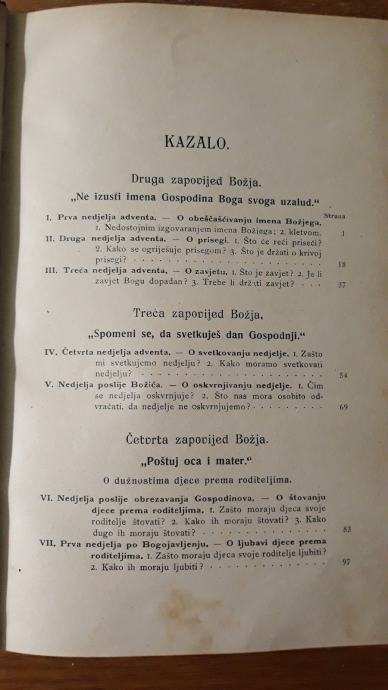 KAZALO.
Druga zapovijed Božja.
„Ne izusti imena Gospodina Boga svoga uzalud.“
Strana
I. Prva nedjelja adventa. — O obeščašćivanju imena Božjega.
1. Nedostojnim izgovaranjem imena Božjega; 2. kletvom. 1
II. Druga nedjelja adventa. — O prisegi. 1. Što će reći priseći?
2. Kako se ogriješuje prisegom? 3. Što je držati o krivoj
prisegi? 18
III. Treća nedjelja adventa. — O zavjetu. 1. Što je zavjet? 2. Je li
zavjet Bogu dopadan? 3. Treba li držati zavjet? 37
Treća zapovijed Božja.
„Spomeni se, da svetkuješ dan Gospodnji.“
IV. Četvrta nedjelja adventa. — O svetkovanju nedjelje. 1. Zašto
mi svetkujemo nedjelju? 2. Kako moramo svetkovati
nedjelju? 54
V. Nedjelja poslije Božića. — O oskvrnjivanju nedjelje. 1. Čim
se nedjelja oskvrnjuje? 2. Što nas mora osobito od-
vraćati, da nedjelje ne oskvrnjujemo? 69
Četvrta zapovijed Božja.
„Poštuj oca i mater.“
O dužnostima djece prema roditeljima.
VI. Nedjelja poslije obrezavanja Gospodinova. — O štovanju
djece prema roditeljima. 1. Zašto moraju djeca svoje
roditelje štovati? 2. Kako ih moraju štovati? 3. Kako
dugo ih moraju štovati? 83
VII. Prva nedjelja po Bogojavljenju. — O ljubavi djece prema
roditeljima. 1. Zašto moraju djeca svoje roditelje ljubiti?
2. Kako ih moraju ljubiti? 97